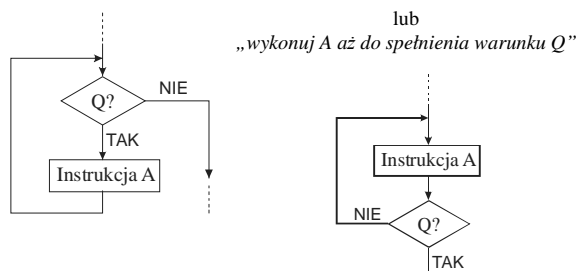 lub
„wykonuj A aż do spełnienia warunku Q”
Q?
NIE
TAK
Instrukcja A
Instrukcja A
NIE
Q?
TAK